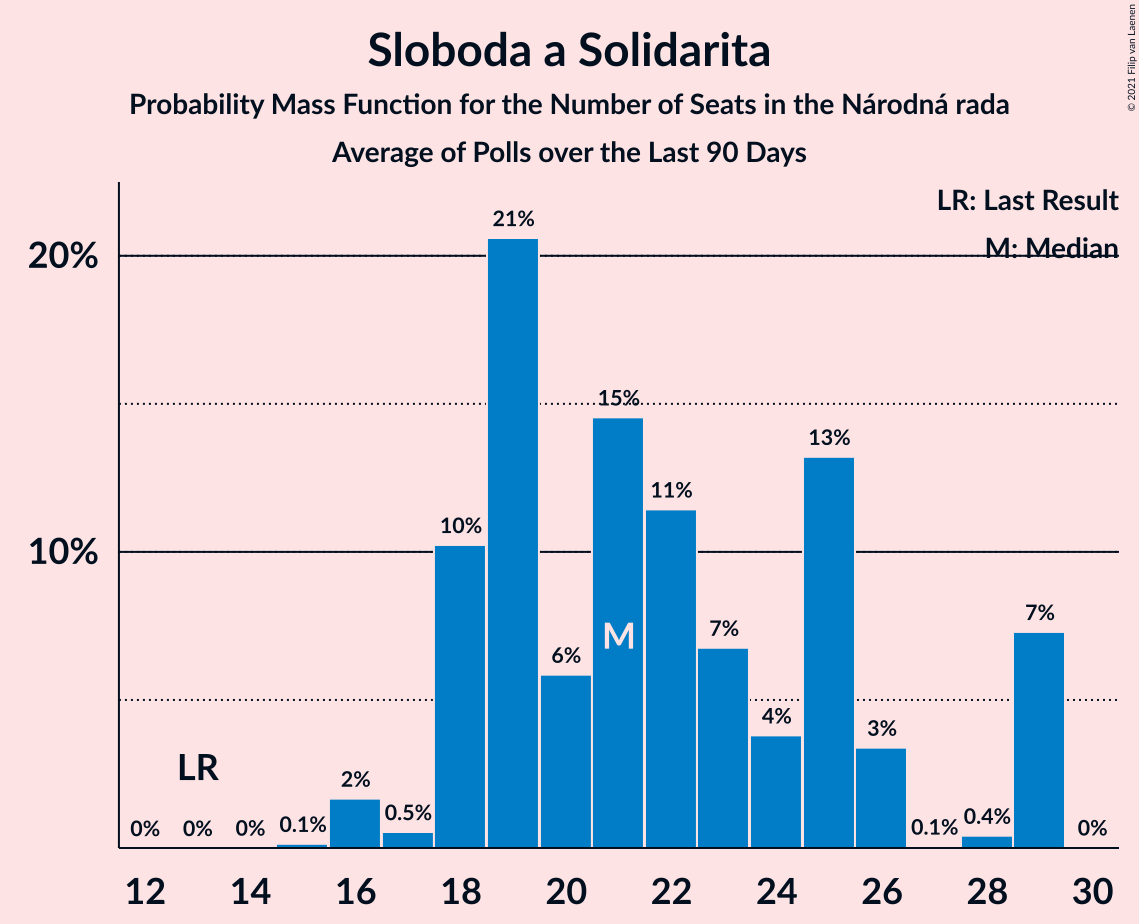 Sloboda a Solidarita
Probability Mass Function for the Number of Seats in the Národná rada
Average of Polls over the Last 90 Days
© 2021 Filip van Laenen
LR: Last Result
M: Median
20%
10%
0%
0%
0%
0.1%
2%
0.5%
10%
21%
6%
15%
11%
7%
4%
13%
3%
0.1%
0.4%
7%
0%
LR
M
12 14 16 18 20 22 24 26 28 30